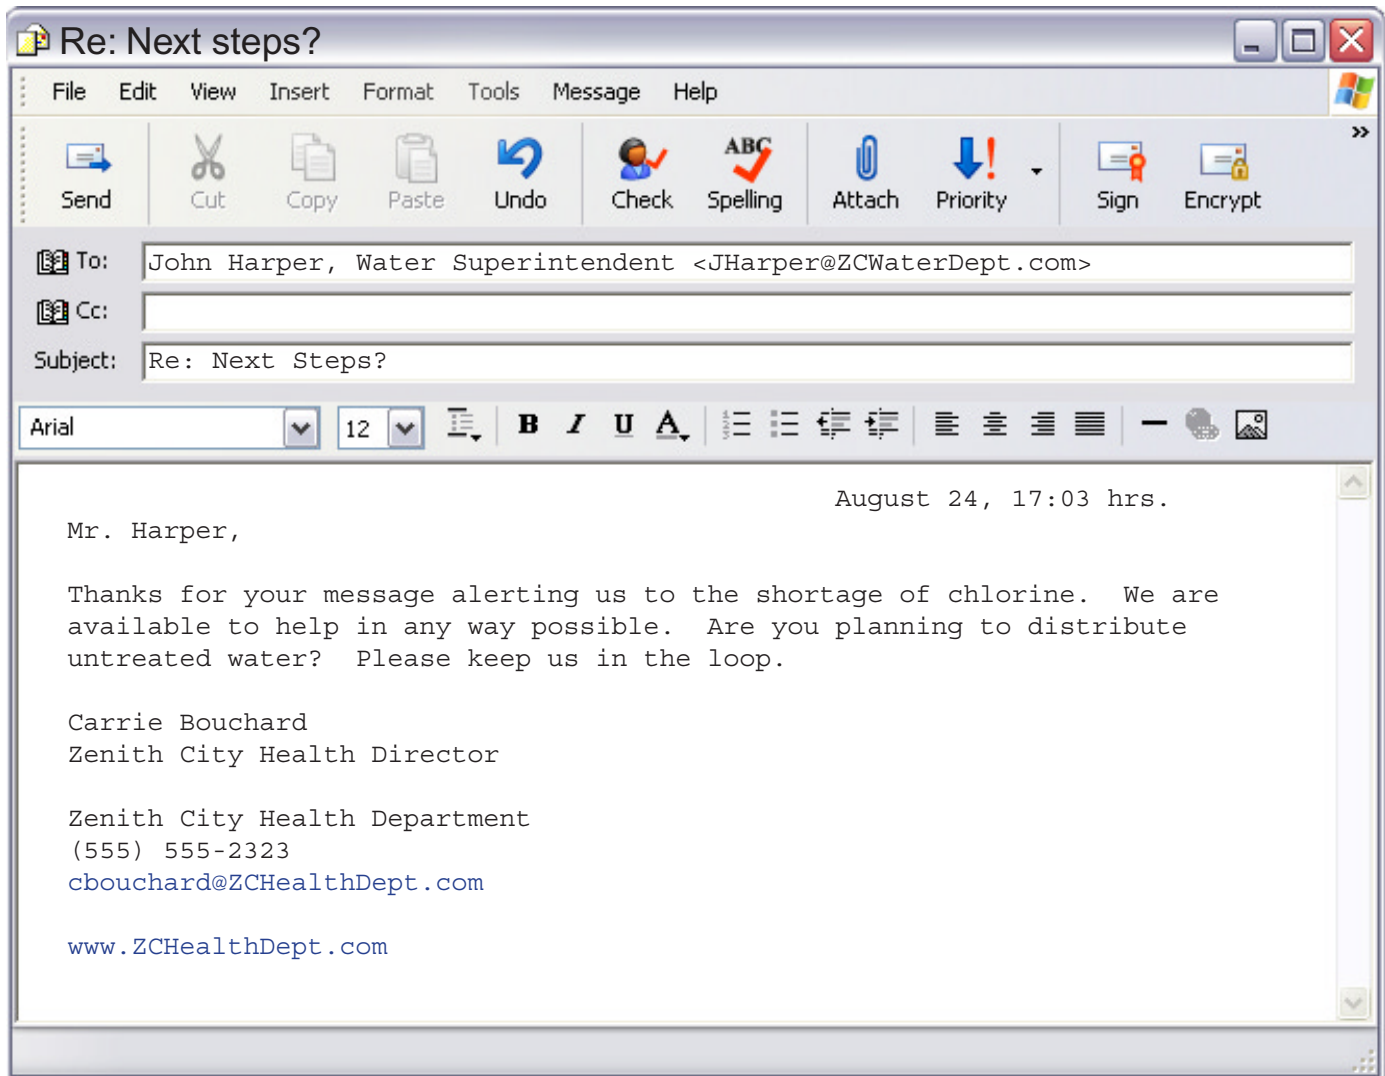 Re: Next steps?
File Edit View Insert Format Tools Message Help
»
ABC
Send Cut Copy Paste Undo Check Spelling Attach Priority Sign Encrypt
To: John Harper, Water Superintendent <JHarper@ZCWaterDept.com>
Cc:
Subject: Re: Next Steps?
Arial 12 B I U A
August 24, 17:03 hrs.
Mr. Harper,
Thanks for your message alerting us to the shortage of chlorine. We are
available to help in any way possible. Are you planning to distribute
untreated water? Please keep us in the loop.
Carrie Bouchard
Zenith City Health Director
Zenith City Health Department
(555) 555-2323
cbouchard@ZCHealthDept.com
www.ZCHealthDept.com